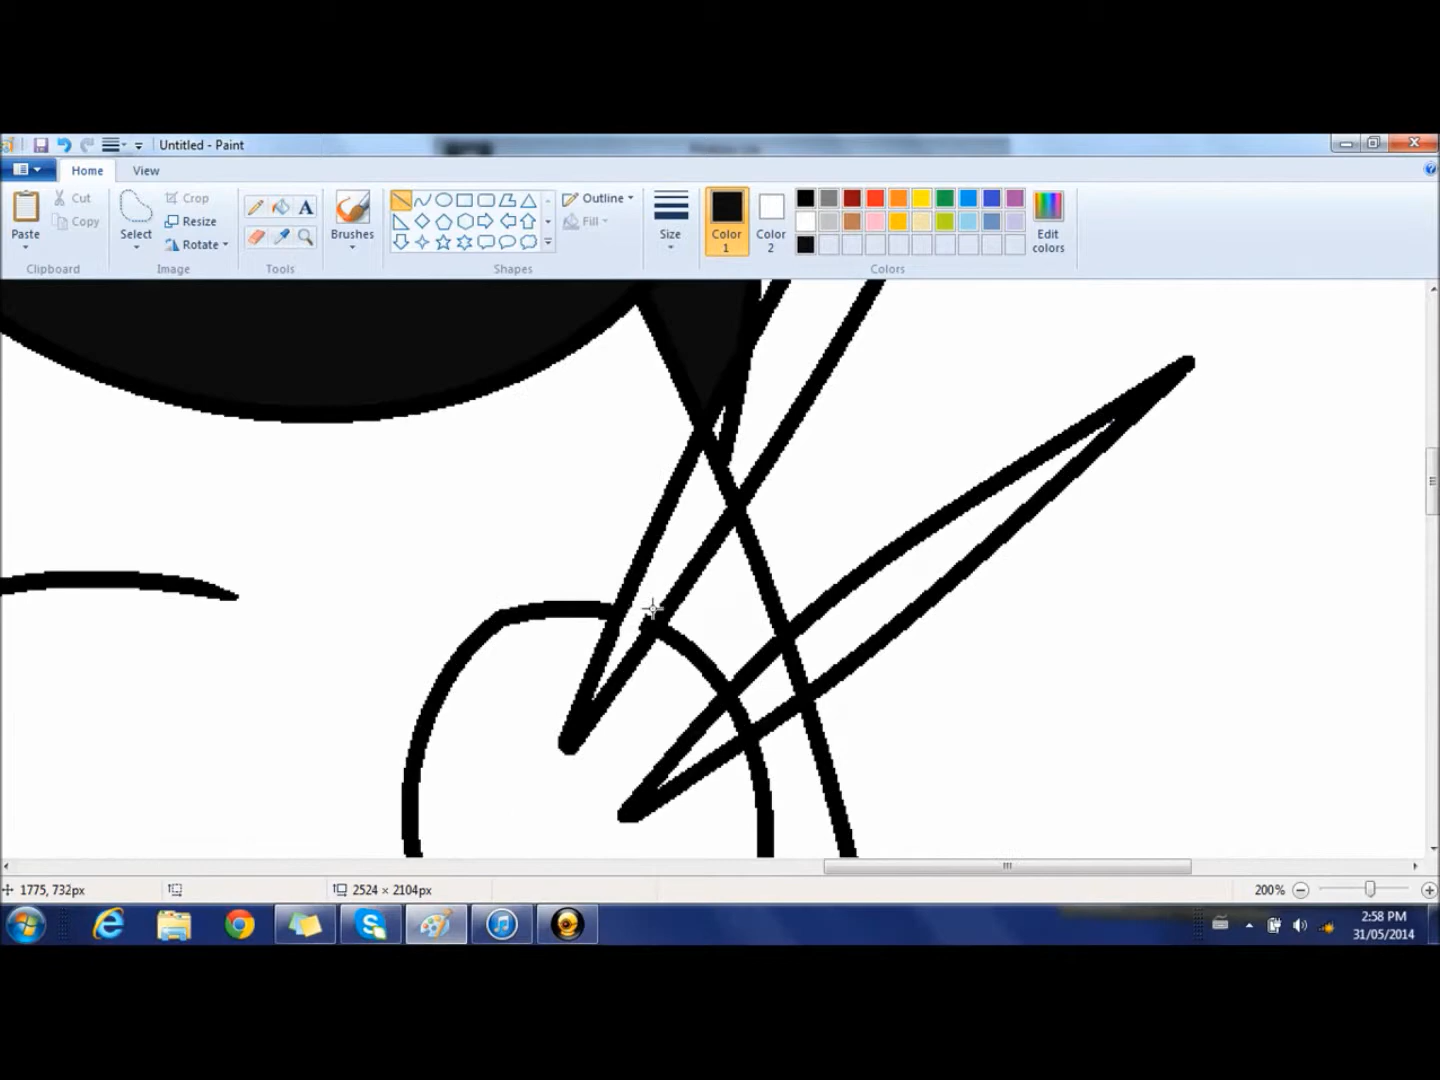 Untitled - Paint
Home View
Paste Cut Copy Clipboard
Select Crop Resize Rotate Image
A Tools
Brushes
Outline Fill Shapes
Size
Color 1 Color 2 Colors
Edit colors
1775, 732px 2524 × 2104px 200%
2:58 PM
31/05/2014